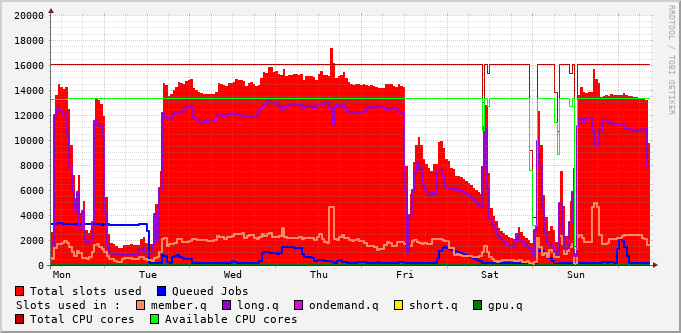 20000
18000
16000
14000
12000
10000
8000
6000
4000
2000
0
Mon Tue Wed Thu Fri Sat Sun
Total slots used Queued Jobs
Slots used in : member.q long.q ondemand.q short.q gpu.q
Total CPU cores Available CPU cores
RRDTOOL / TOBI OETIKER